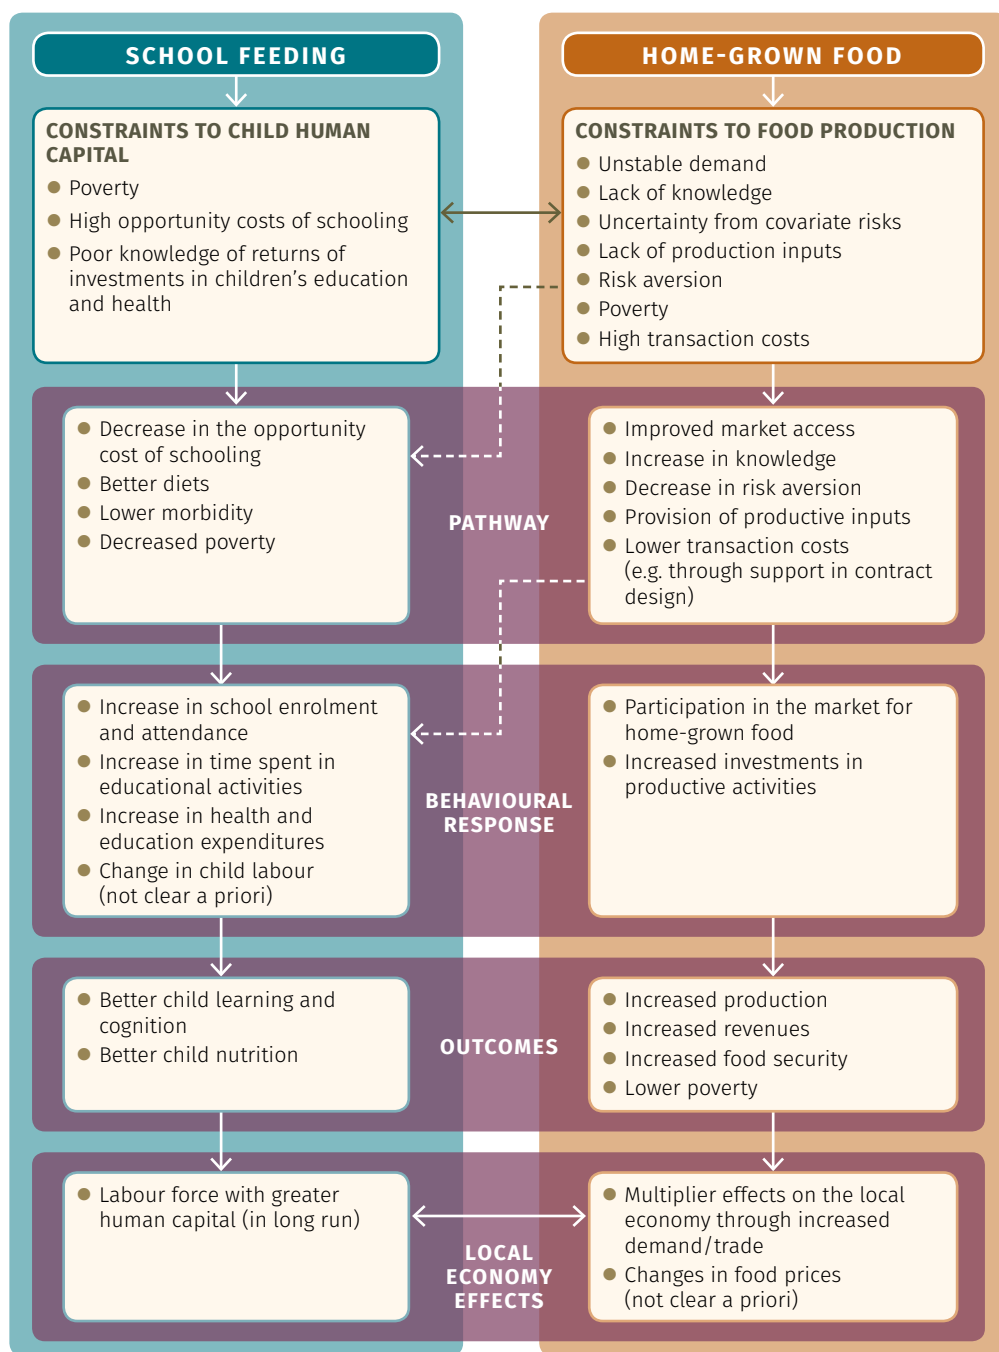 SCHOOL FEEDING
CONSTRAINTS TO CHILD HUMAN
CAPITAL
● Poverty
● High opportunity costs of schooling
● Poor knowledge of returns of
investments in children’s education
and health
HOME-GROWN FOOD
CONSTRAINTS TO FOOD PRODUCTION
● Unstable demand
● Lack of knowledge
● Uncertainty from covariate risks
● Lack of production inputs
● Risk aversion
● Poverty
● High transaction costs
● Decrease in the opportunity
cost of schooling
● Better diets
● Lower morbidity
● Decreased poverty
PATHWAY
● Improved market access
● Increase in knowledge
● Decrease in risk aversion
● Provision of productive inputs
● Lower transaction costs
(e.g. through support in contract
design)
● Increase in school enrolment
and attendance
● Increase in time spent in
educational activities
● Increase in health and
education expenditures
● Change in child labour
(not clear a priori)
BEHAVIOURAL
RESPONSE
● Participation in the market for
home-grown food
● Increased investments in
productive activities
● Better child learning and
cognition
● Better child nutrition
OUTCOMES
● Increased production
● Increased revenues
● Increased food security
● Lower poverty
● Labour force with greater
human capital (in long run)
LOCAL
ECONOMY
EFFECTS
● Multiplier effects on the local
economy through increased
demand/trade
● Changes in food prices
(not clear a priori)